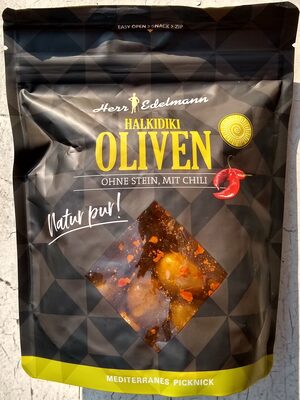 EASY OPEN > SNACK > ZIP
Herr Edelmann
HALKIDIKI
OLIVEN
OHNE STEIN, MIT CHILI
Natur pur!
MEDITERRANES PICKNICK